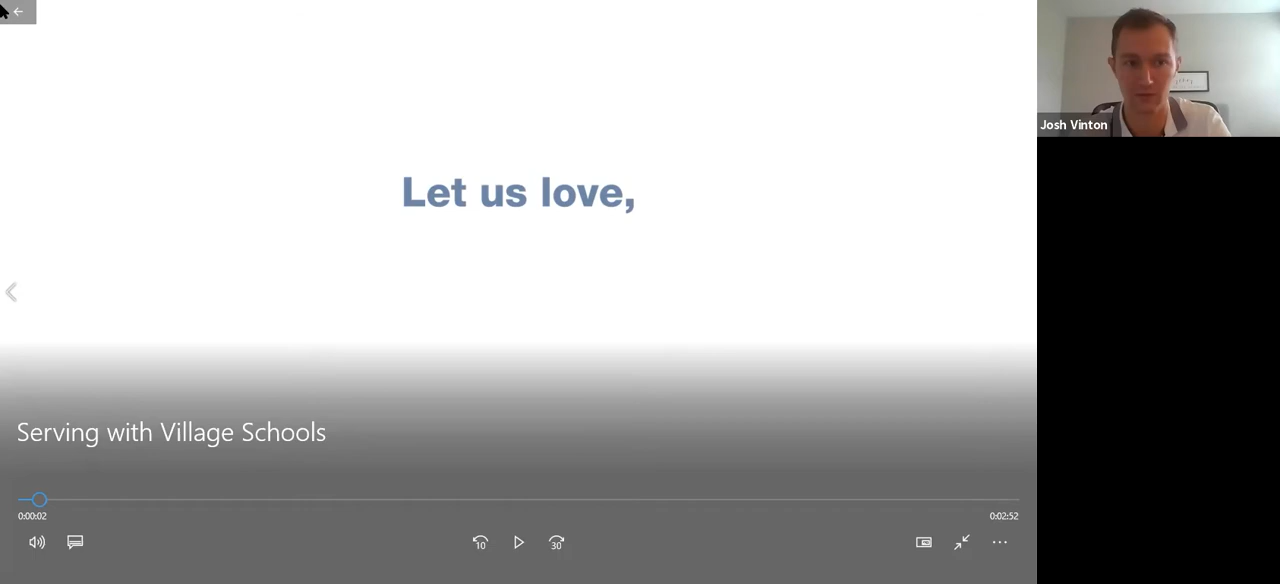 Let us love,
Josh Vinton
Serving with Village Schools
0:00:02
0:02:52
10
30